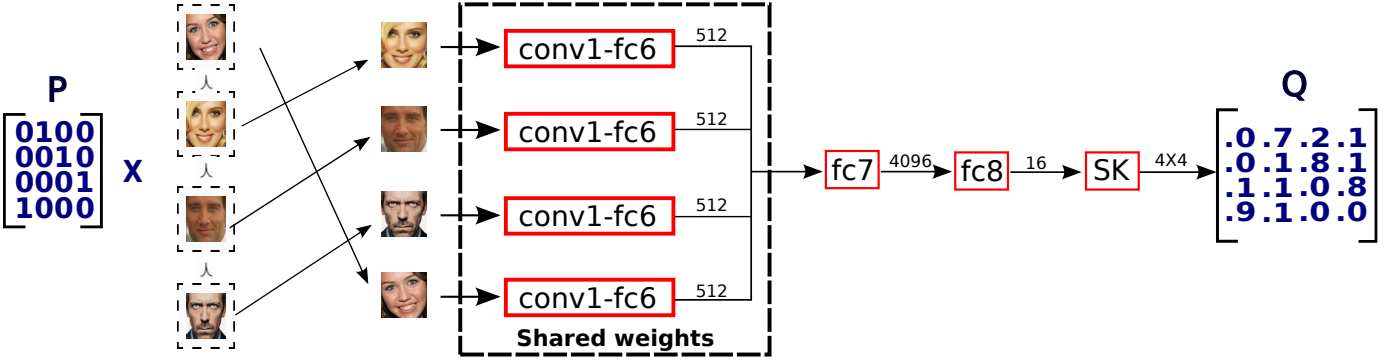 P
0100
0010
0001
1000
X
⋏
⋏
⋏
conv1-fc6
512
conv1-fc6
512
conv1-fc6
512
conv1-fc6
512
Shared weights
fc7
4096
fc8
16
SK
4X4
Q
.0 .7 .2 .1
.0 .1 .8 .1
.1 .1 .0 .8
.9 .1 .0 .0